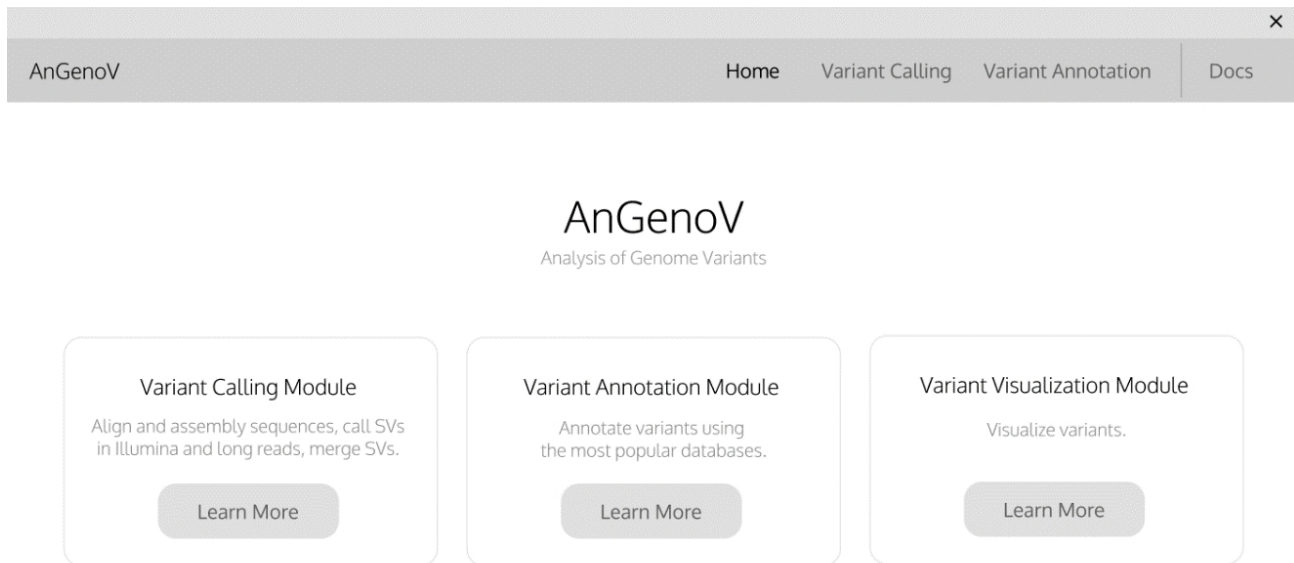 ×
AnGenoV
Home
Variant Calling
Variant Annotation
Docs
AnGenoV
Analysis of Genome Variants
Variant Calling Module
Align and assembly sequences, call SVs
in Illumina and long reads, merge SVs.
Learn More
Variant Annotation Module
Annotate variants using
the most popular databases.
Learn More
Variant Visualization Module
Visualize variants.
Learn More